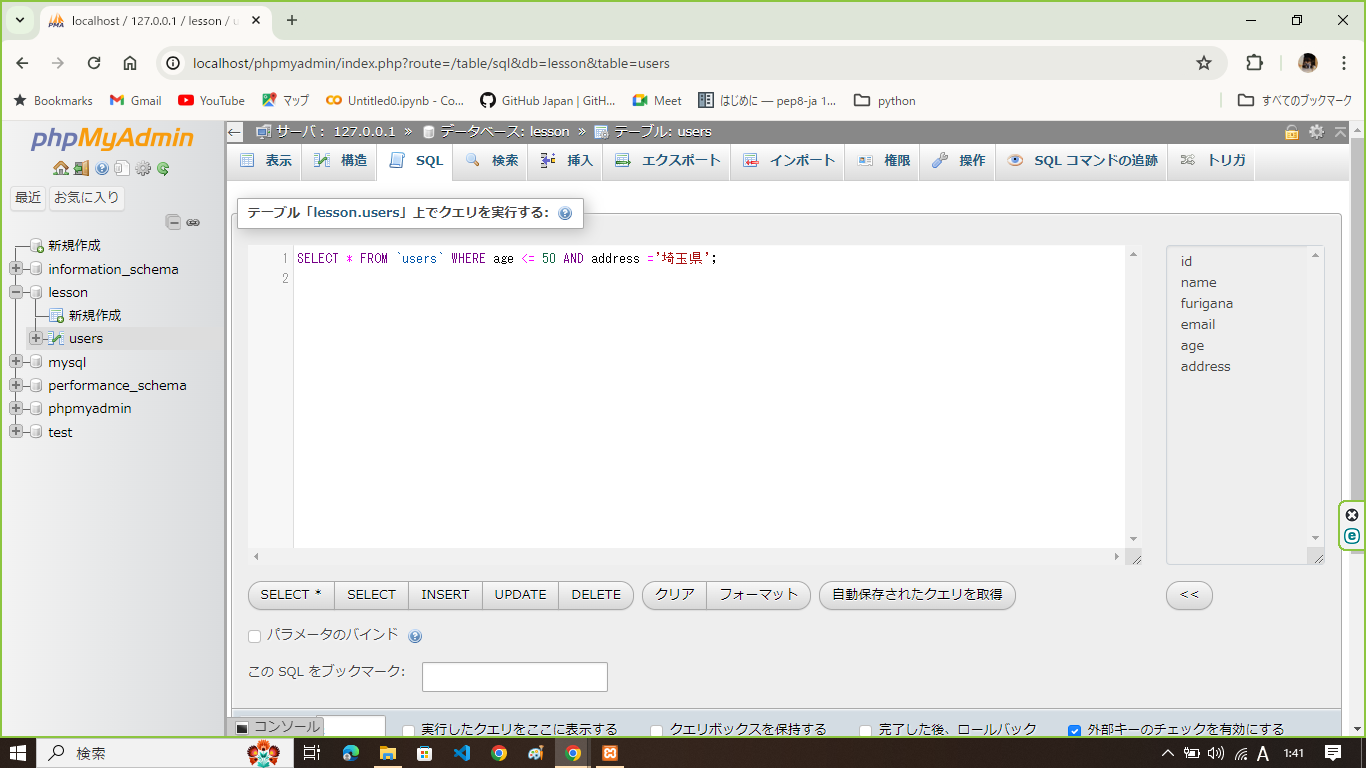 localhost / 127.0.0.1 / lesson / u
localhost/phpmyadmin/index.php?route=/table/sql&db=lesson&table=users
Bookmarks
Gmail
YouTube
マップ
Untitled0.ipynb - Co...
GitHub Japan | GitH...
Meet
はじめに — pep8-ja 1...
python
すべてのブックマーク
phpMyAdmin
最近
お気に入り
新規作成
information_schema
lesson
新規作成
users
mysql
performance_schema
phpmyadmin
test
サーバ: 127.0.0.1 » データベース: lesson » テーブル: users
表示
構造
SQL
検索
挿入
エクスポート
インポート
権限
操作
SQL コマンドの追跡
トリガ
テーブル「lesson.users」上でクエリを実行する:
1 SELECT * FROM `users` WHERE age <= 50 AND address ='埼玉県';
2
id
name
furigana
email
age
address
SELECT *
SELECT
INSERT
UPDATE
DELETE
クリア
フォーマット
自動保存されたクエリを取得
<<
パラメータのバインド
この SQL をブックマーク:
コンソール
実行したクエリをここに表示する
クエリボックスを保持する
完了した後、ロールバック
外部キーのチェックを有効にする
検索
A
1:41